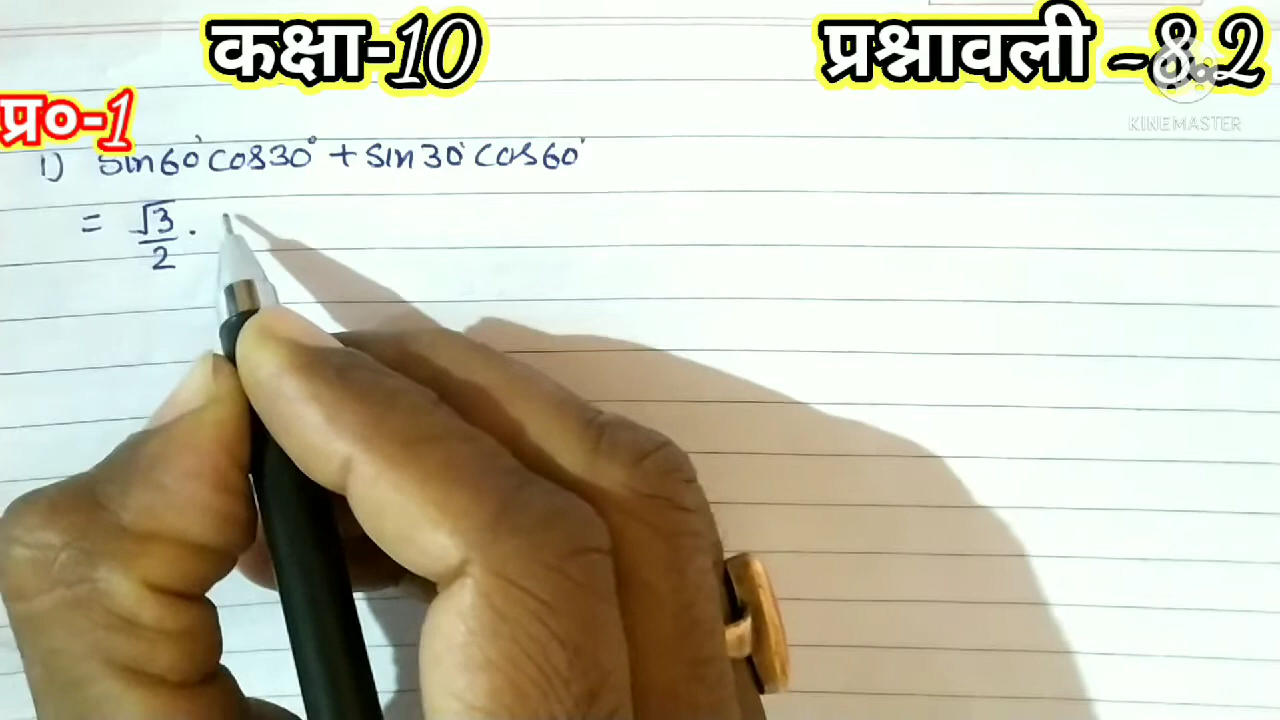 कक्षा-10 प्रश्नावली -8.2
KINEMASTER
प्र०-1
1) Sin60° cos30° + Sin30° cos60°
= √3/2 .